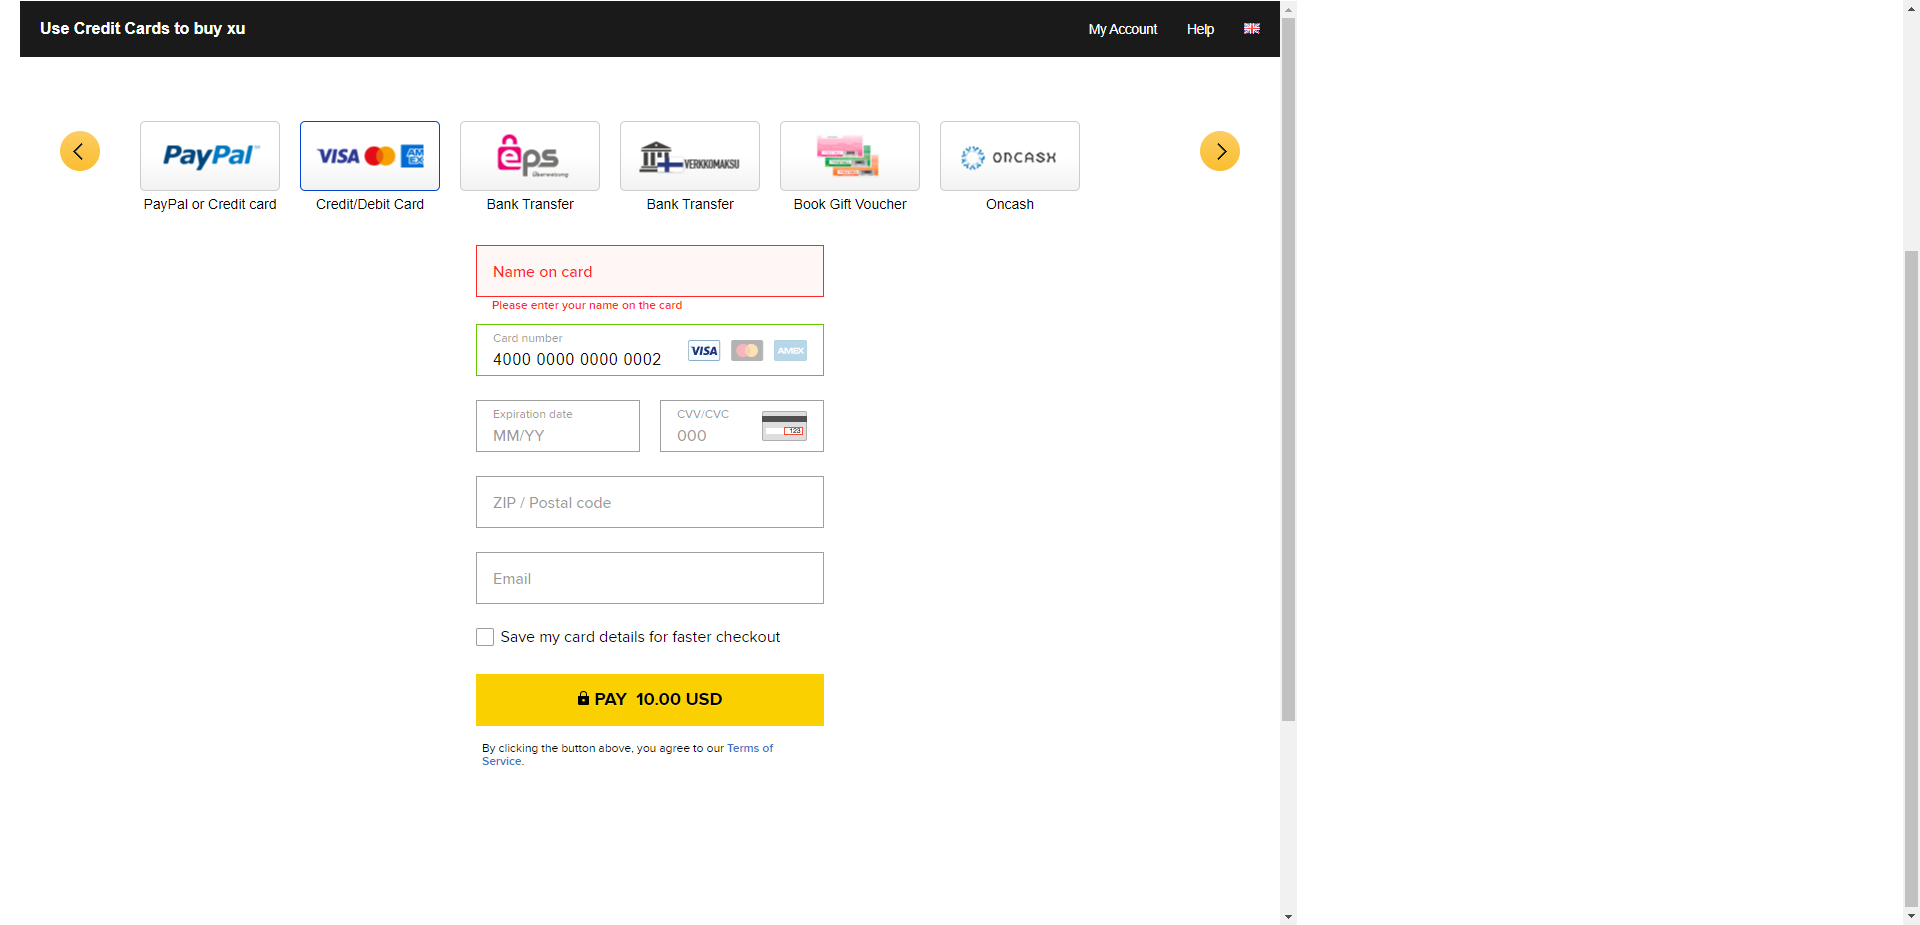 Use Credit Cards to buy xu
My Account
Help
PayPal™
VISA
AM EX
eps
Überweisung
VERKKOMAKSU
ONCASH
PayPal or Credit card
Credit/Debit Card
Bank Transfer
Bank Transfer
Book Gift Voucher
Oncash
Name on card
Please enter your name on the card
Card number
4000 0000 0000 0002
VISA
AMEX
Expiration date
MM/YY
CVV/CVC
000
123
ZIP / Postal code
Email
Save my card details for faster checkout
PAY 10.00 USD
By clicking the button above, you agree to our Terms of
Service.